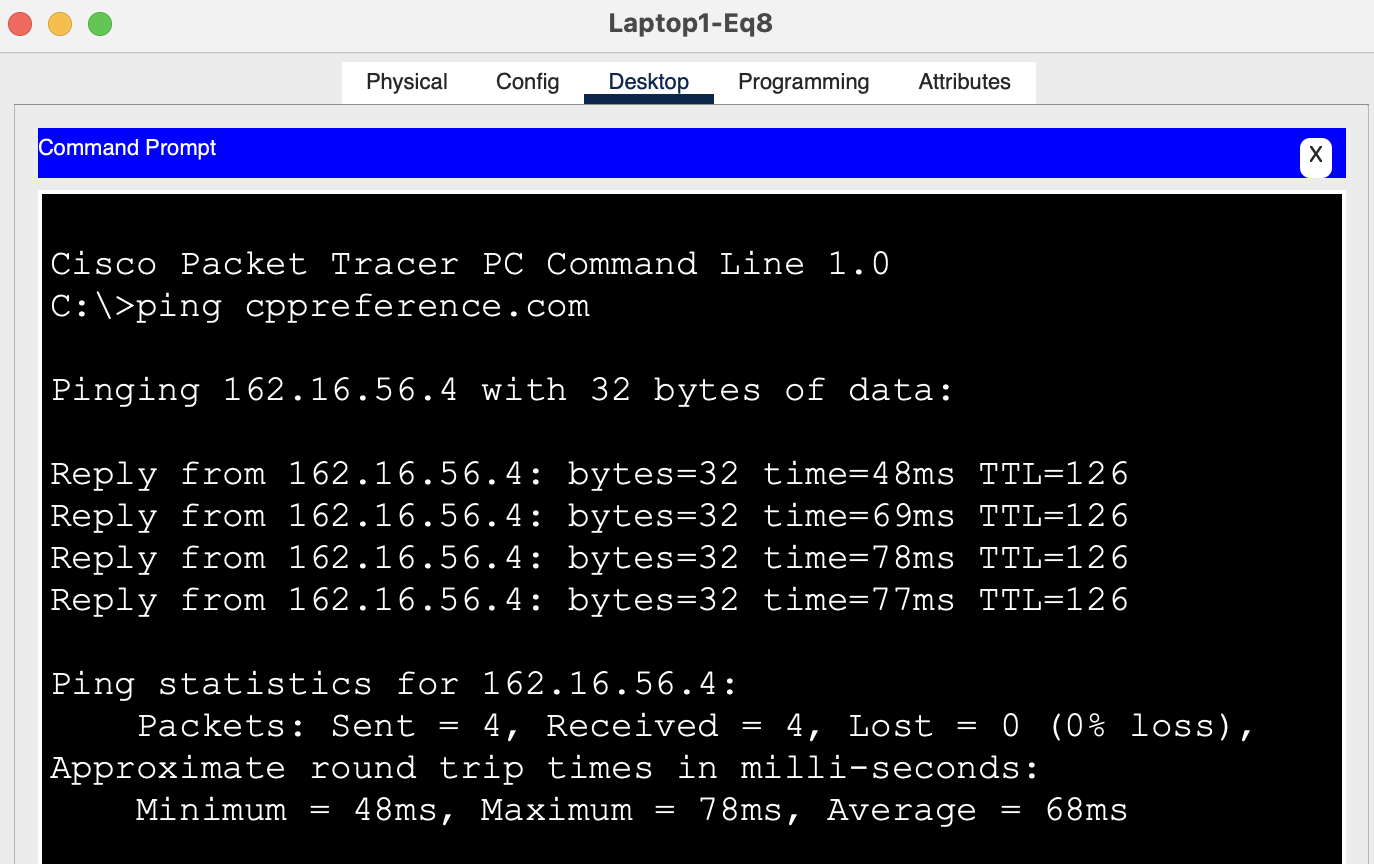 Laptop1-Eq8
Physical Config Desktop Programming Attributes
Command Prompt
X
Cisco Packet Tracer PC Command Line 1.0
C:\>ping cppreference.com
Pinging 162.16.56.4 with 32 bytes of data:
Reply from 162.16.56.4: bytes=32 time=48ms TTL=126
Reply from 162.16.56.4: bytes=32 time=69ms TTL=126
Reply from 162.16.56.4: bytes=32 time=78ms TTL=126
Reply from 162.16.56.4: bytes=32 time=77ms TTL=126
Ping statistics for 162.16.56.4:
    Packets: Sent = 4, Received = 4, Lost = 0 (0% loss),
Approximate round trip times in milli-seconds:
    Minimum = 48ms, Maximum = 78ms, Average = 68ms